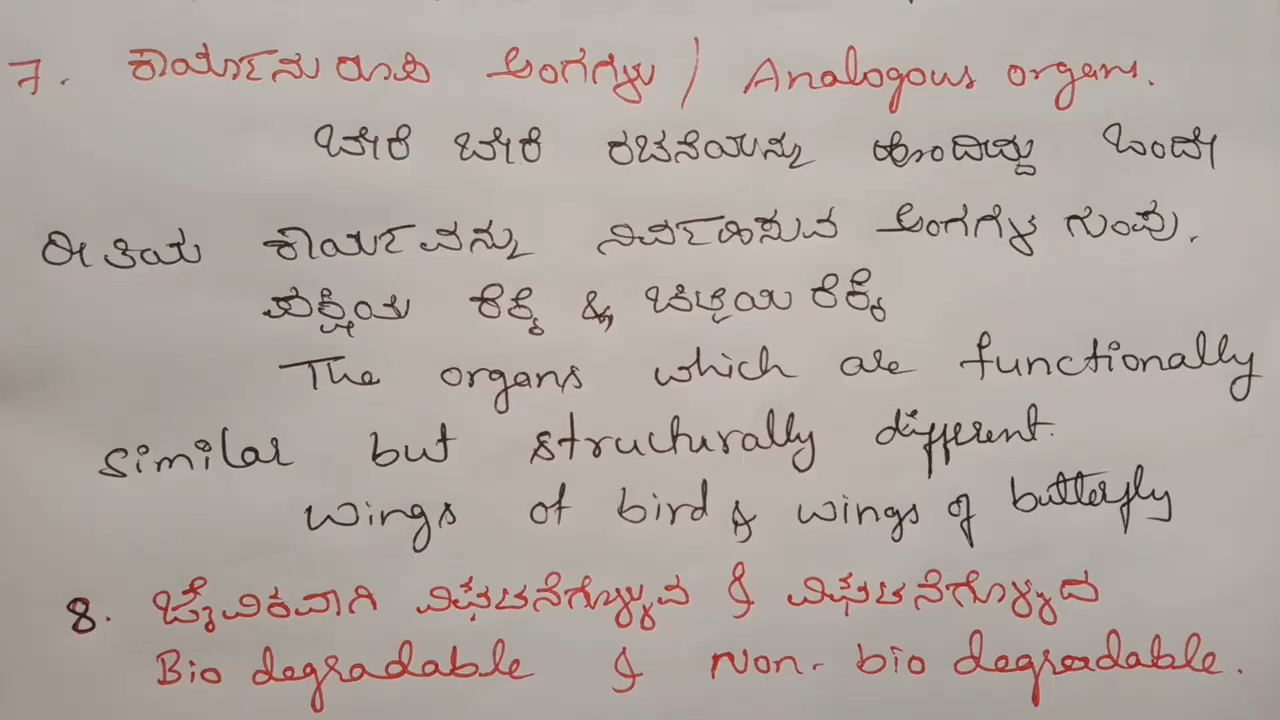 7. ಕಾರ್ಯಾನುರೂಪಿ ಅಂಗಗಳು / Analogous organs.
ಬೇರೆ ಬೇರೆ ರಚನೆಯನ್ನು ಹೊಂದಿದ್ದು ಒಂದೇ
ರೀತಿಯ ಕಾರ್ಯವನ್ನು ನಿರ್ವಹಿಸುವ ಅಂಗಗಳ ಗುಂಪು.
ಪಕ್ಷಿಯ ರೆಕ್ಕೆ & ಚಿಟ್ಟೆಯ ರೆಕ್ಕೆ
The organs which are functionally
similar but structurally different.
wings of bird & wings of butterfly
8. ಜೈವಿಕವಾಗಿ ವಿಘಟನೆಗೊಳ್ಳುವ & ವಿಘಟನೆಗೊಳ್ಳದ
Bio degradable & Non-bio degradable.